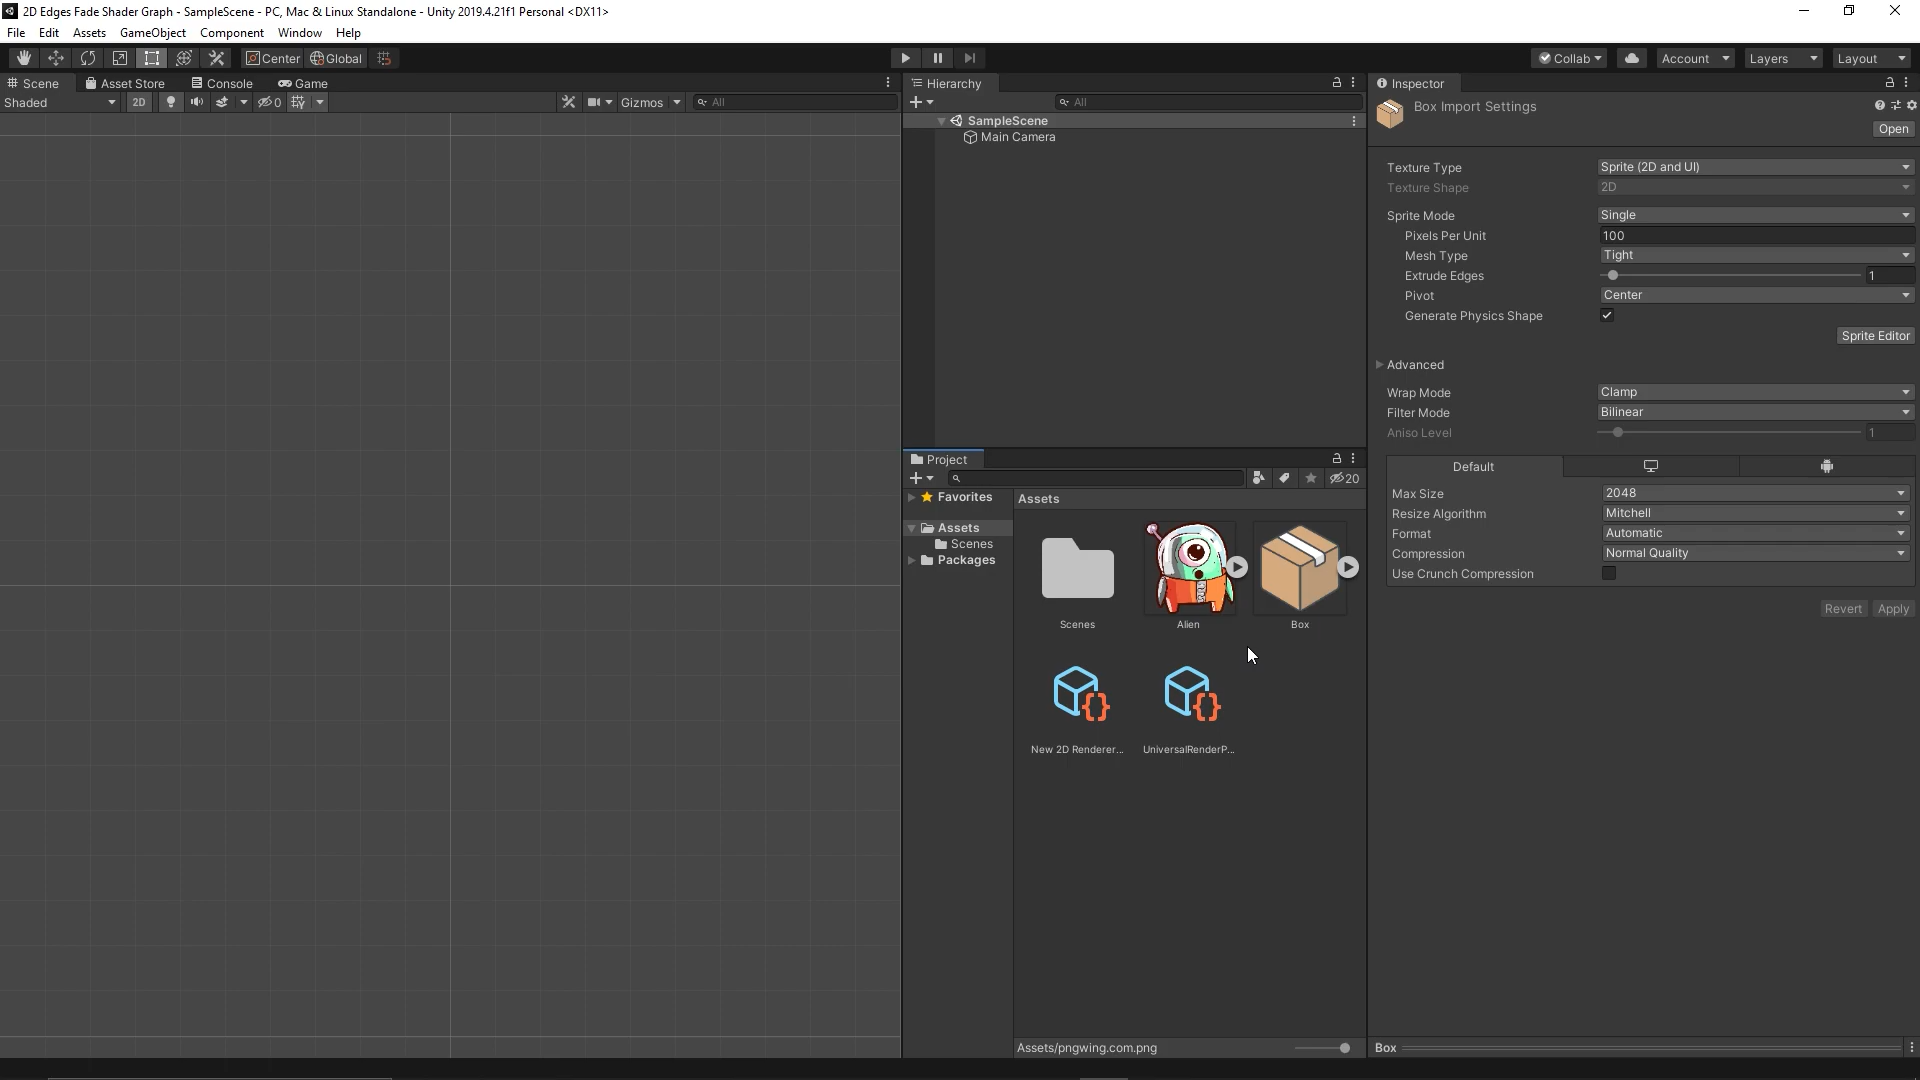 2D Edges Fade Shader Graph - SampleScene - PC, Mac & Linux Standalone - Unity 2019.4.21f1 Personal <DX11>
File Edit Assets GameObject Component Window Help
Center Global
Collab Account Layers Layout
Scene Asset Store Console Game
Shaded 2D 0 Gizmos All
Hierarchy
All
SampleScene
Main Camera
Project
20
Favorites
Assets
Scenes
Packages
Assets
Scenes
Alien
Box
New 2D Renderer...
UniversalRenderP...
Assets/pngwing.com.png
Inspector
Box Import Settings
Open
Texture Type Sprite (2D and UI)
Texture Shape 2D
Sprite Mode Single
Pixels Per Unit 100
Mesh Type Tight
Extrude Edges 1
Pivot Center
Generate Physics Shape
Sprite Editor
Advanced
Wrap Mode Clamp
Filter Mode Bilinear
Aniso Level 1
Default
Max Size 2048
Resize Algorithm Mitchell
Format Automatic
Compression Normal Quality
Use Crunch Compression
Revert Apply
Box